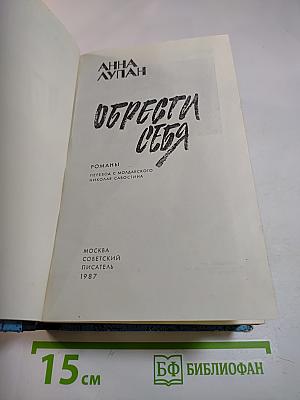 АННА
ЛУПАН
ОБРЕСТИ
СЕБЯ
РОМАНЫ
ПЕРЕВОД С МОЛДАВСКОГО
НИКОЛАЯ САВОСТИНА
МОСКВА
СОВЕТСКИЙ
ПИСАТЕЛЬ
1987
15 см
БФ БИБЛИОФАН